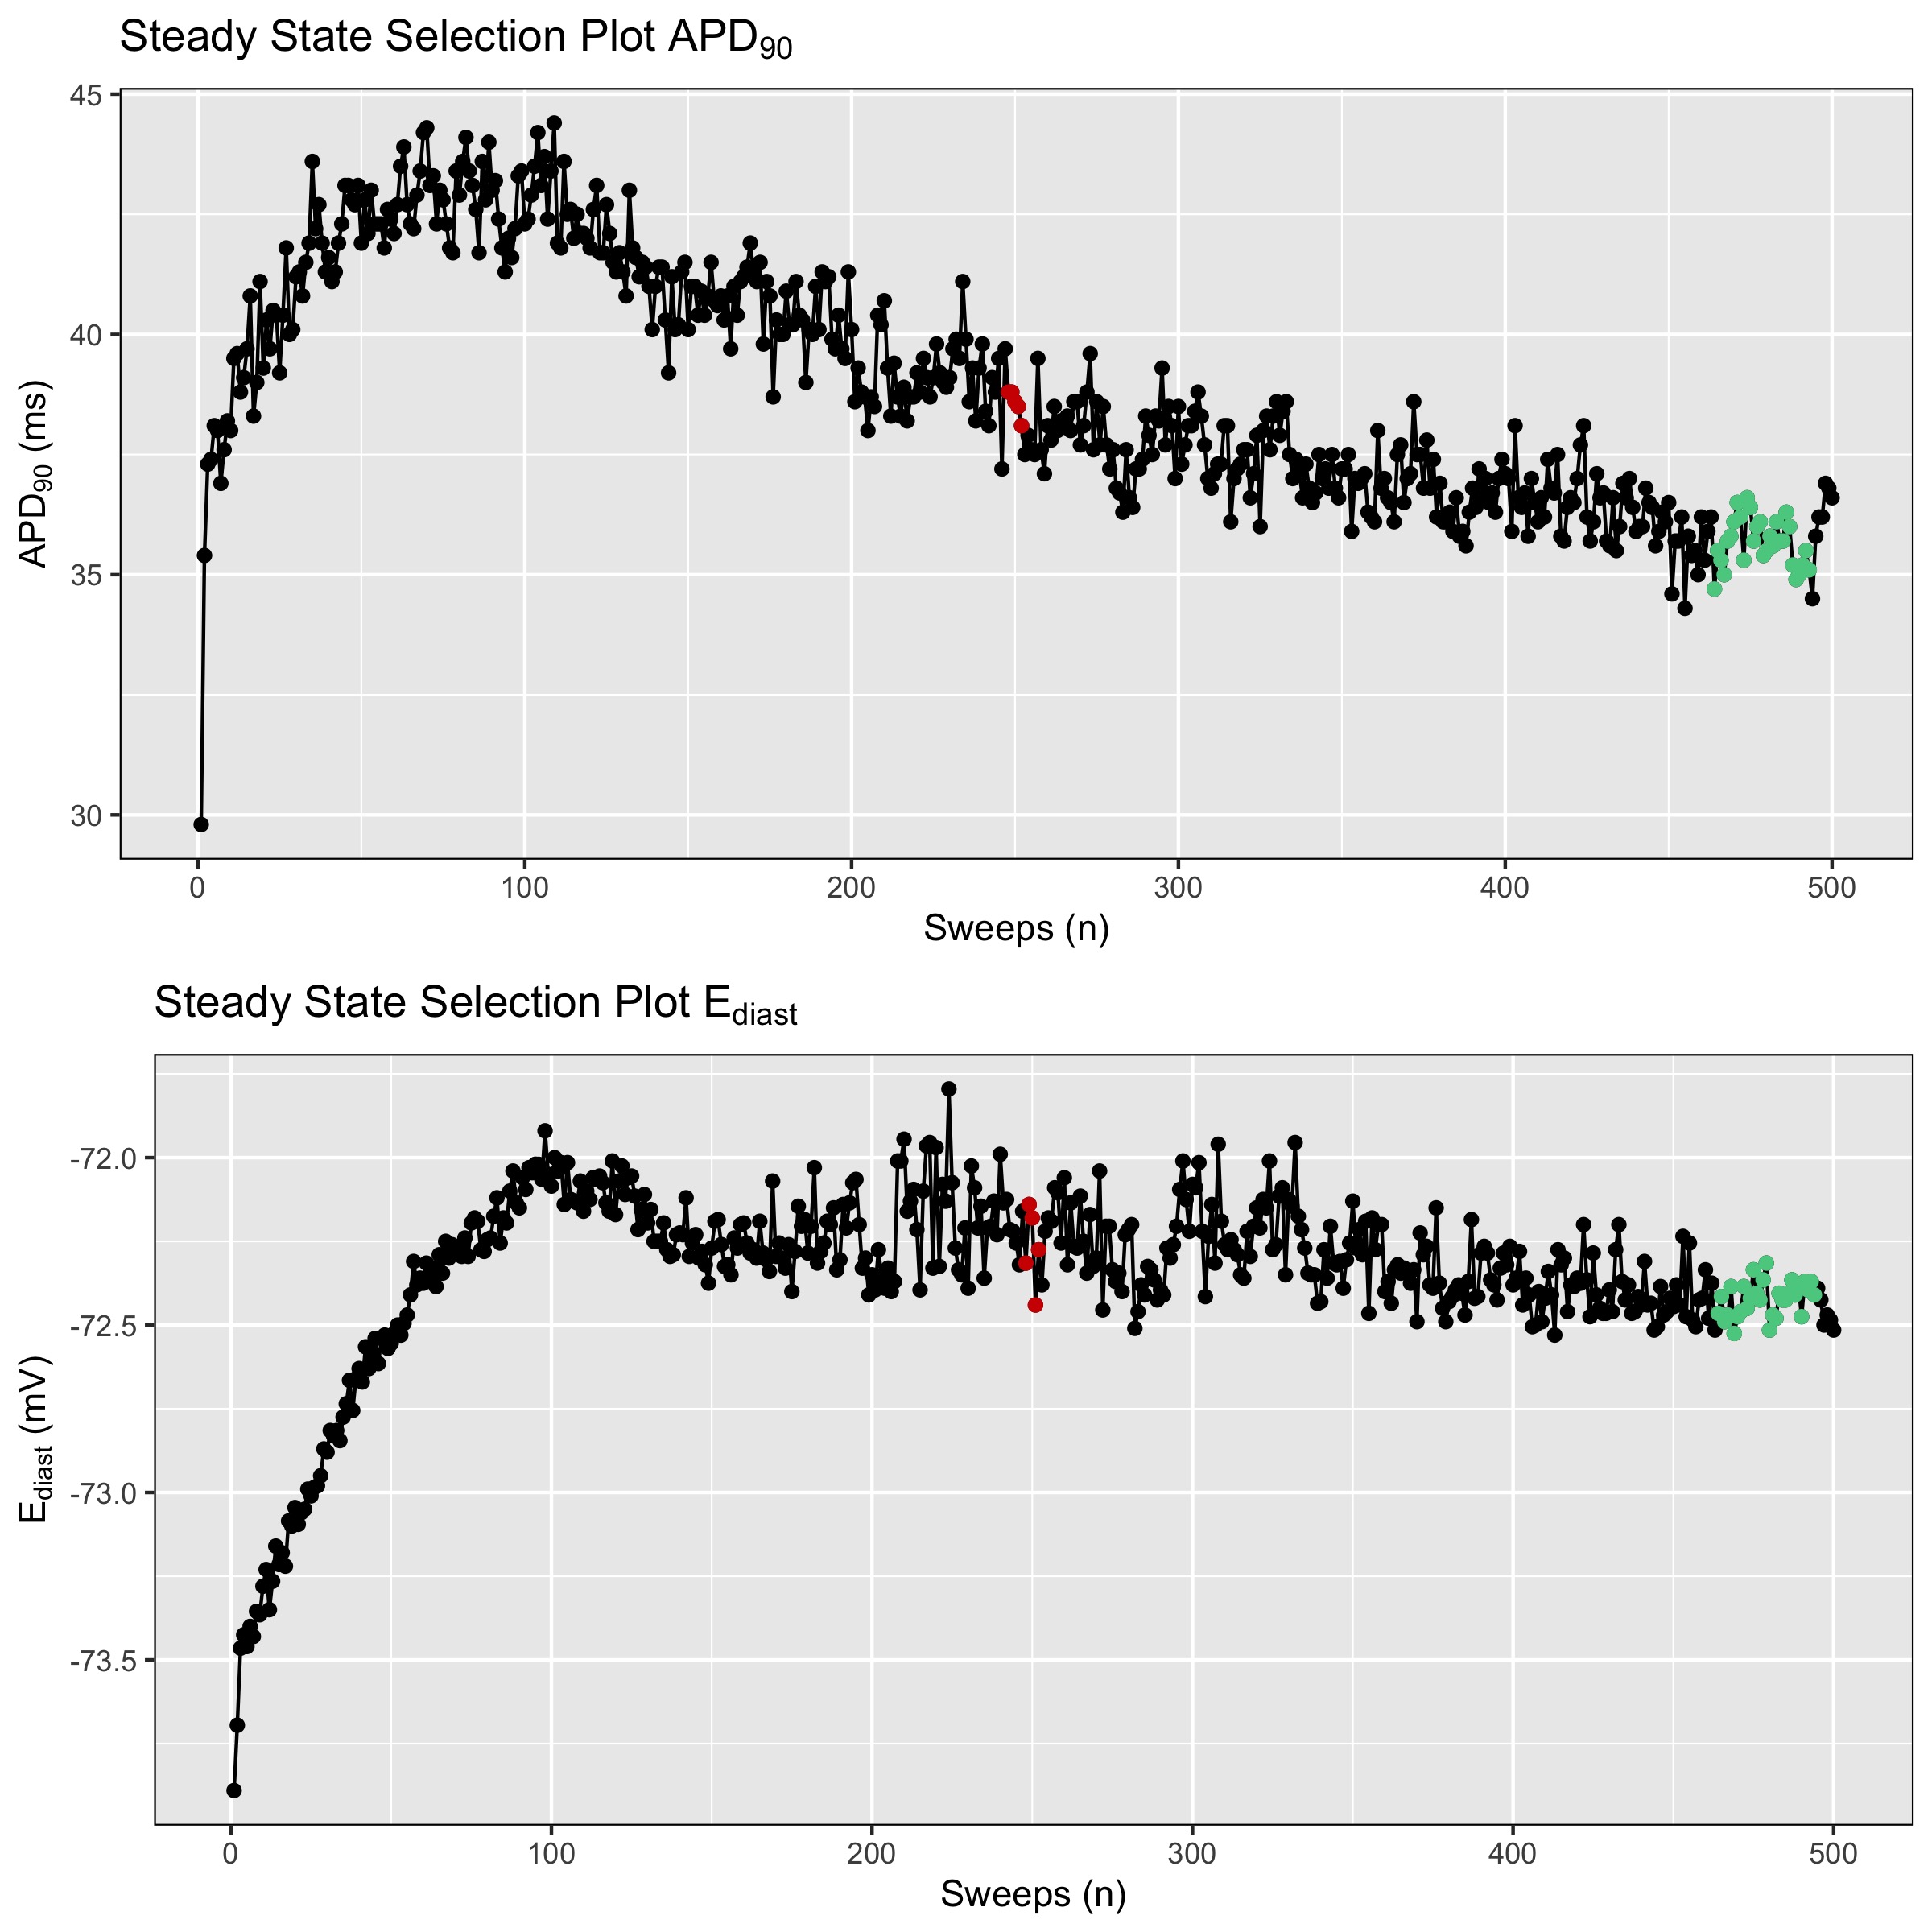 Steady State Selection Plot APD90
45
40
35
30
APD90 (ms)
0 100 200 300 400 500
Sweeps (n)
Steady State Selection Plot Ediast
-72.0
-72.5
-73.0
-73.5
Ediast (mV)
0 100 200 300 400 500
Sweeps (n)